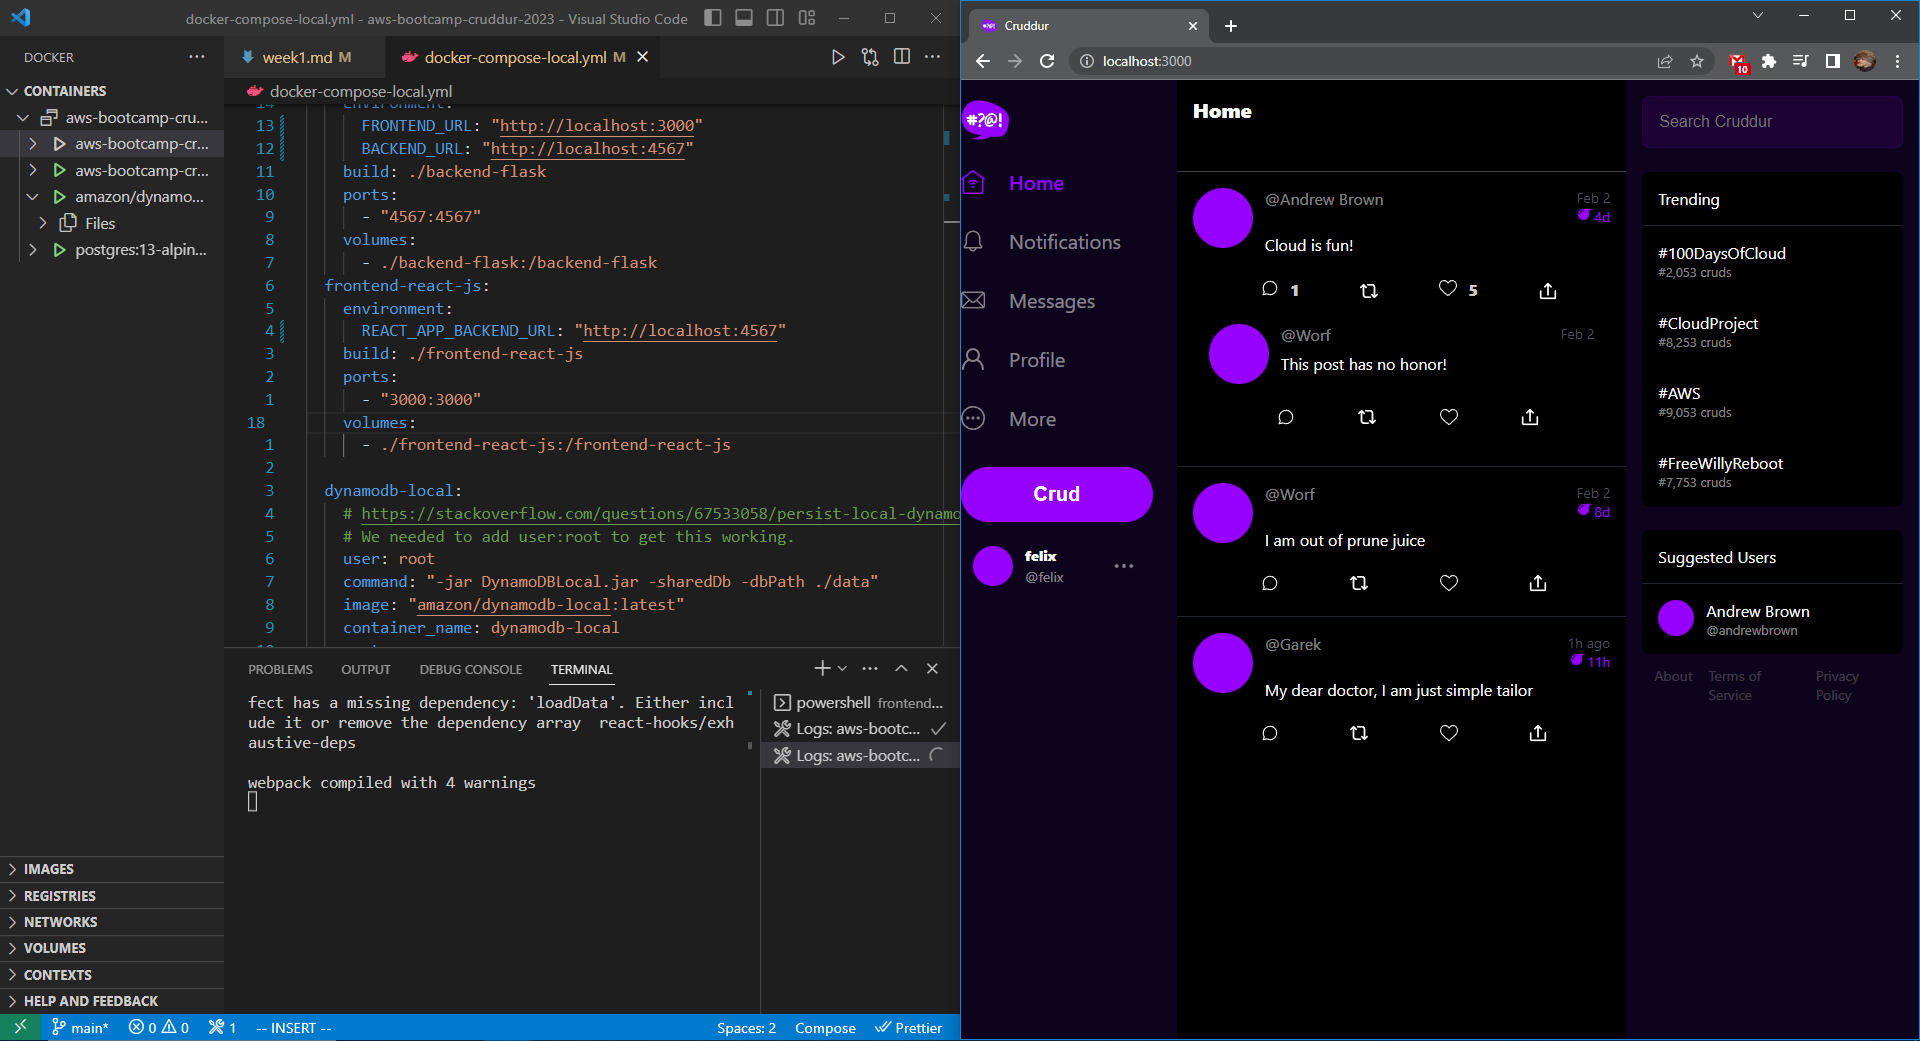 docker-compose-local.yml - aws-bootcamp-cruddur-2023 - Visual Studio Code
DOCKER
week1.md M
docker-compose-local.yml M
docker-compose-local.yml
CONTAINERS
aws-bootcamp-cru...
aws-bootcamp-cr...
aws-bootcamp-cr...
amazon/dynamo...
Files
postgres:13-alpin...
IMAGES
REGISTRIES
NETWORKS
VOLUMES
CONTEXTS
HELP AND FEEDBACK
14 environment:
13 FRONTEND_URL: "http://localhost:3000"
12 BACKEND_URL: "http://localhost:4567"
11 build: ./backend-flask
10 ports:
9 - "4567:4567"
8 volumes:
7 - ./backend-flask:/backend-flask
6 frontend-react-js:
5 environment:
4 REACT_APP_BACKEND_URL: "http://localhost:4567"
3 build: ./frontend-react-js
2 ports:
1 - "3000:3000"
18 volumes:
1 - ./frontend-react-js:/frontend-react-js
2
3 dynamodb-local:
4 # https://stackoverflow.com/questions/67533058/persist-local-dynamo
5 # We needed to add user:root to get this working.
6 user: root
7 command: "-jar DynamoDBLocal.jar -sharedDb -dbPath ./data"
8 image: "amazon/dynamodb-local:latest"
9 container_name: dynamodb-local
PROBLEMS OUTPUT DEBUG CONSOLE TERMINAL
fect has a missing dependency: 'loadData'. Either incl
ude it or remove the dependency array  react-hooks/exh
austive-deps
webpack compiled with 4 warnings
powershell frontend...
Logs: aws-bootc...
Logs: aws-bootc...
main* 0 0 1 -- INSERT --
Spaces: 2 Compose Prettier
Cruddur
localhost:3000
10
#?@!
Home
Notifications
Messages
Profile
More
Crud
felix
@felix
Home
@Andrew Brown Feb 2
4d
Cloud is fun!
1 5
@Worf Feb 2
This post has no honor!
@Worf Feb 2
8d
I am out of prune juice
@Garek 1h ago
11h
My dear doctor, I am just simple tailor
Search Cruddur
Trending
#100DaysOfCloud
#2,053 cruds
#CloudProject
#8,253 cruds
#AWS
#9,053 cruds
#FreeWillyReboot
#7,753 cruds
Suggested Users
Andrew Brown
@andrewbrown
About Terms of Service Privacy Policy